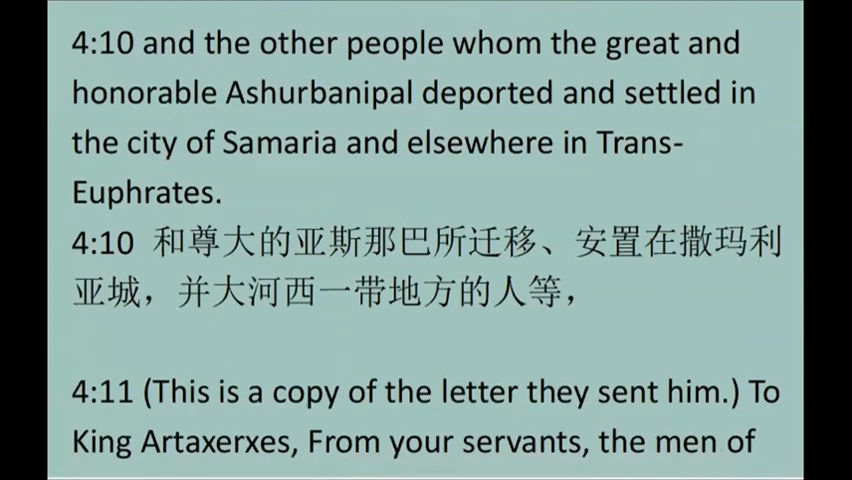 4:10 and the other people whom the great and
honorable Ashurbanipal deported and settled in
the city of Samaria and elsewhere in Trans-
Euphrates.
4:10 和尊大的亚斯那巴所迁移、安置在撒玛利
亚城，并大河西一带地方的人等，
4:11 (This is a copy of the letter they sent him.) To
King Artaxerxes, From your servants, the men of